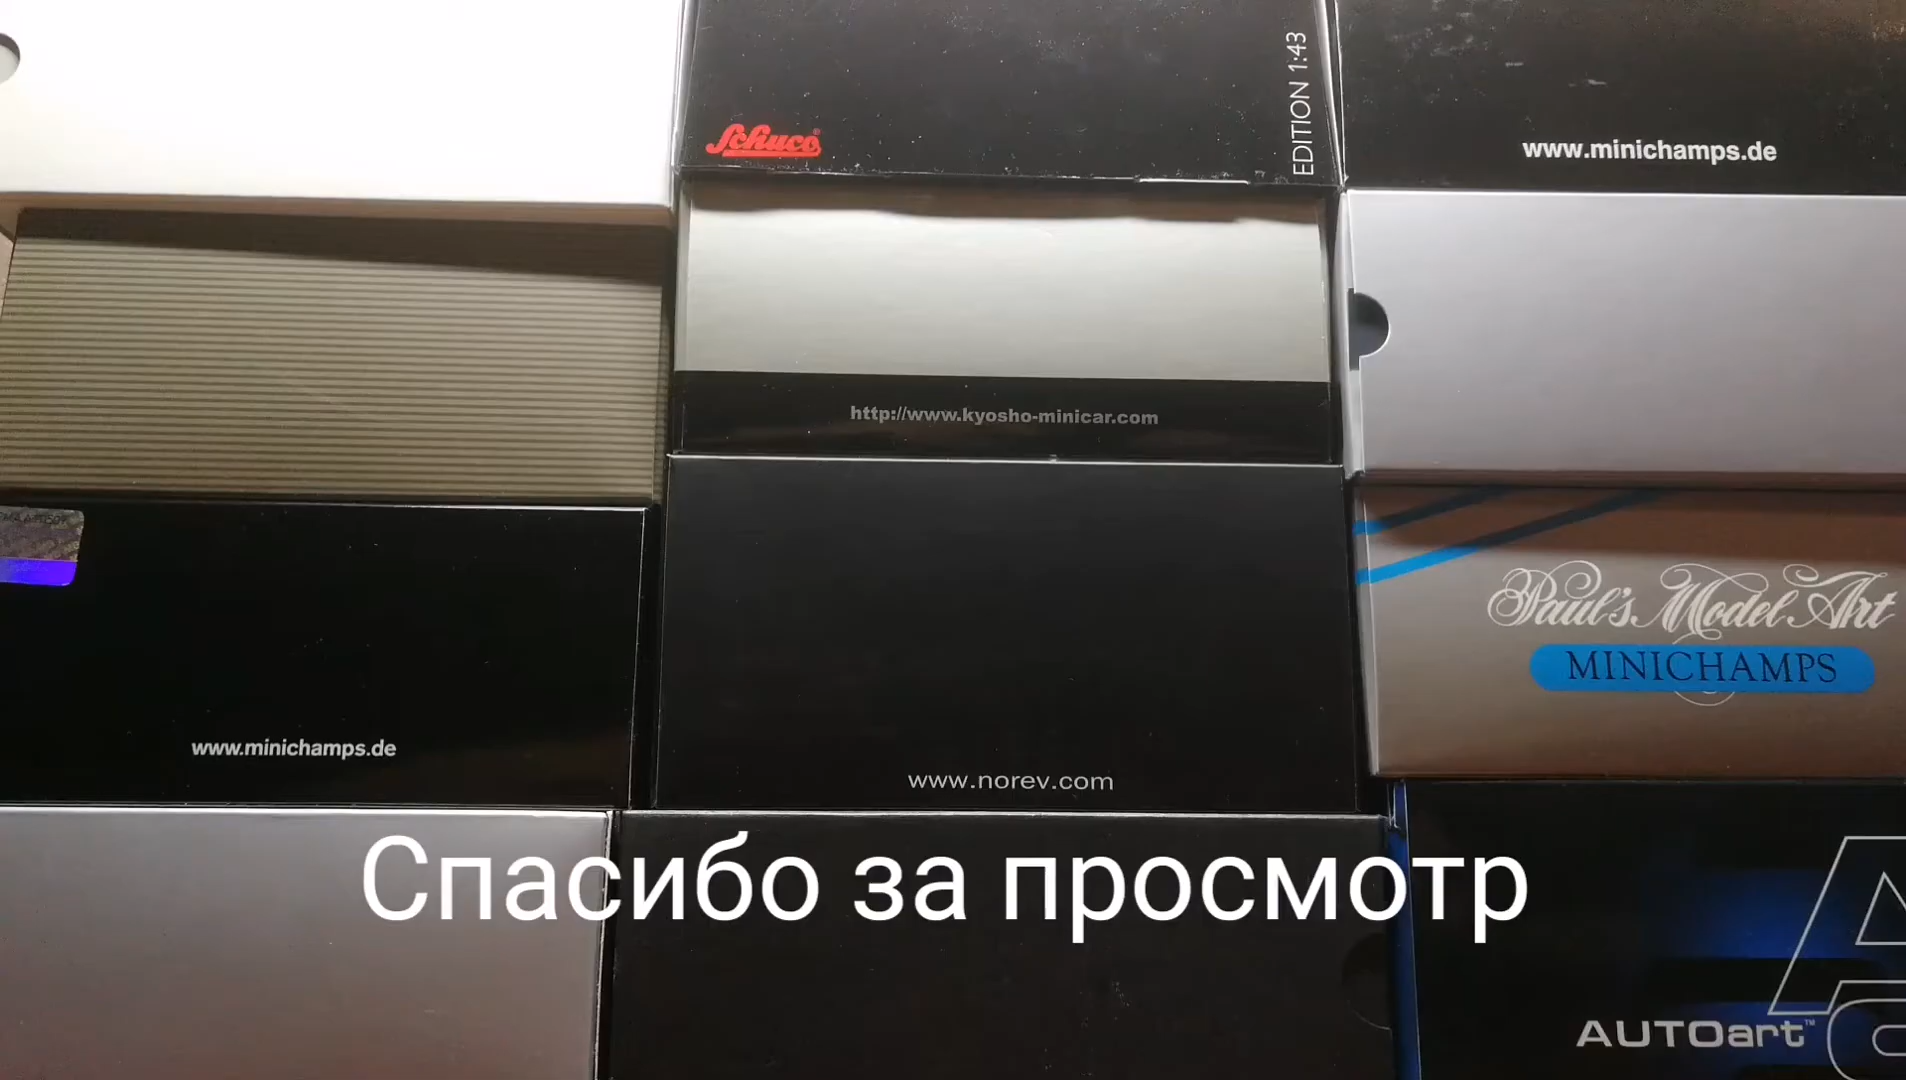 Schuco
EDITION 1:43
www.minichamps.de
http://www.kyosho-minicar.com
Paul's Model Art
MINICHAMPS
www.minichamps.de
www.norev.com
Спасибо за просмотр
AUTOart™